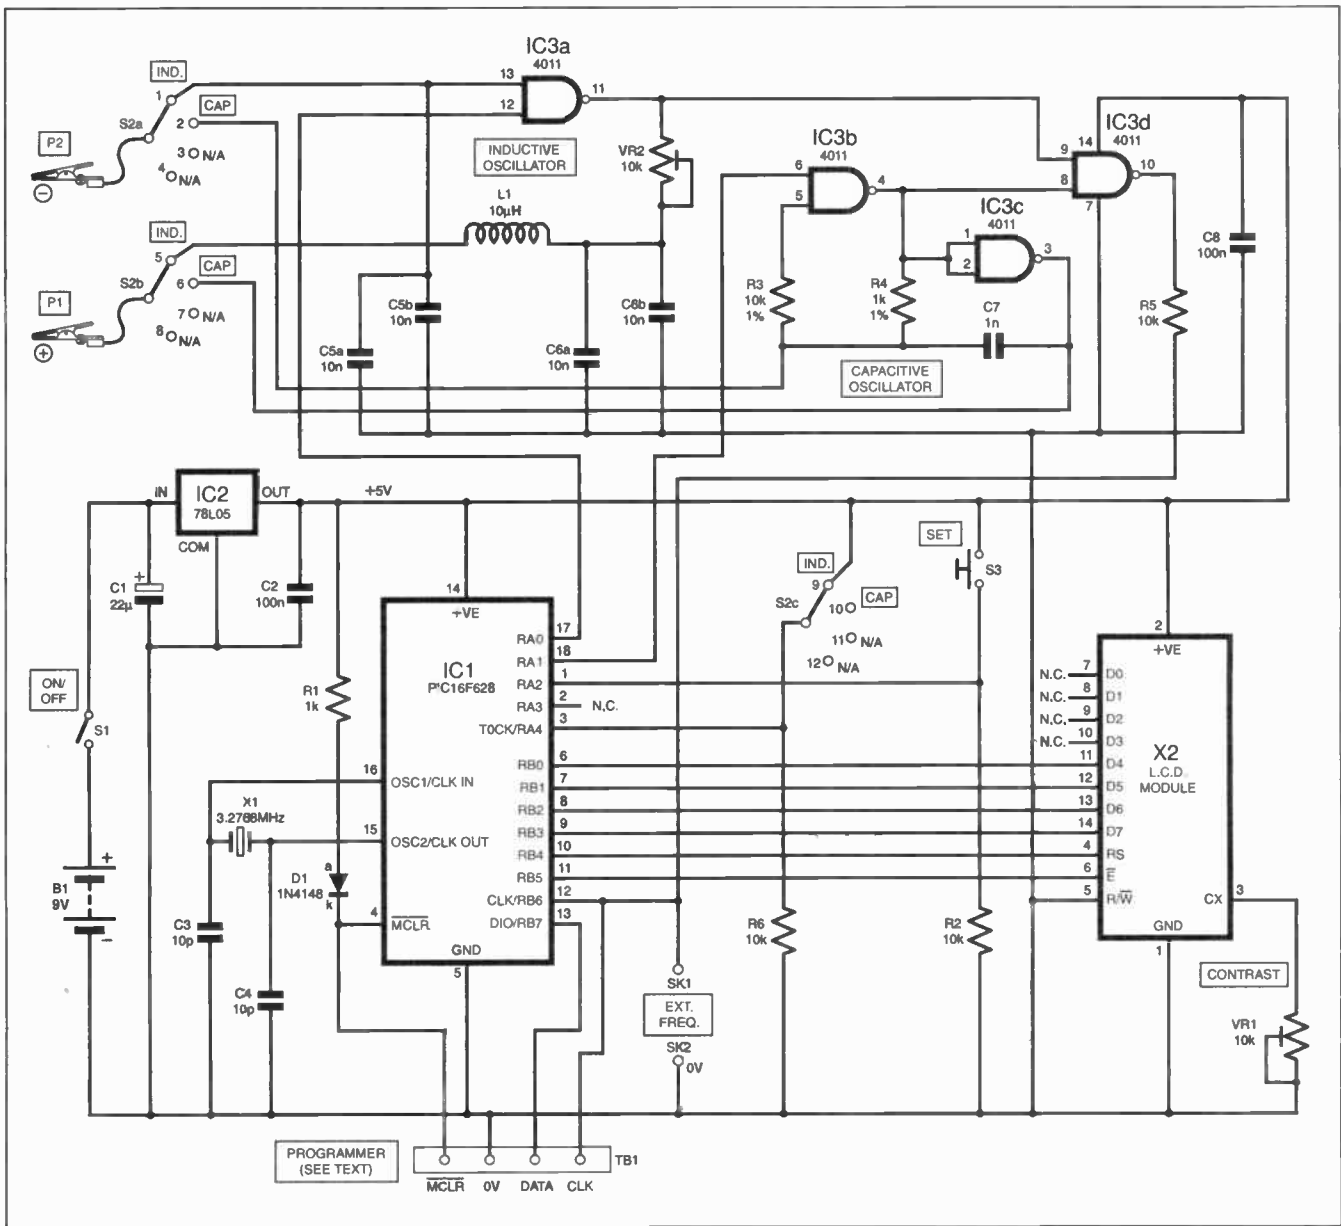 IC3a
4011
13
12
11
IND.
1
CAP
S2a
2
3
N/A
4
N/A
P2
−
INDUCTIVE
OSCILLATOR
VR2
10k
IC3b
4011
6
5
4
IC3d
4011
14
9
8
10
7
IC3c
4011
1
2
3
L1
10µH
IND.
5
CAP
S2b
6
7
N/A
8
N/A
P1
+
C5b
10n
C5a
10n
C6a
10n
C6b
10n
R3
10k
1%
R4
1k
1%
C7
1n
R5
10k
C8
100n
CAPACITIVE
OSCILLATOR
IN
IC2
78L05
OUT
COM
+5V
+
C1
22µ
C2
100n
ON/
OFF
S1
+
B1
9V
−
R1
1k
D1
1N4148
a
k
X1
3.2768MHz
C3
10p
C4
10p
14
+VE
IC1
PIC16F628
RA0 17
RA1 18
RA2 1
RA3 2 N.C.
T0CK/RA4 3
RB0 6
RB1 7
RB2 8
RB3 9
RB4 10
RB5 11
CLK/RB6 12
DIO/RB7 13
16 OSC1/CLK IN
15 OSC2/CLK OUT
4 MCLR
GND
5
IND.
9
CAP
S2c
10
11
N/A
12
N/A
SET
S3
R6
10k
R2
10k
SK1
EXT.
FREQ.
SK2
0V
2
+VE
X2
L.C.D.
MODULE
N.C. 7 D0
N.C. 8 D1
N.C. 9 D2
N.C. 10 D3
11 D4
12 D5
13 D6
14 D7
4 RS
6 E
5 R/W
CX 3
GND
1
CONTRAST
VR1
10k
PROGRAMMER
(SEE TEXT)
TB1
MCLR 0V DATA CLK